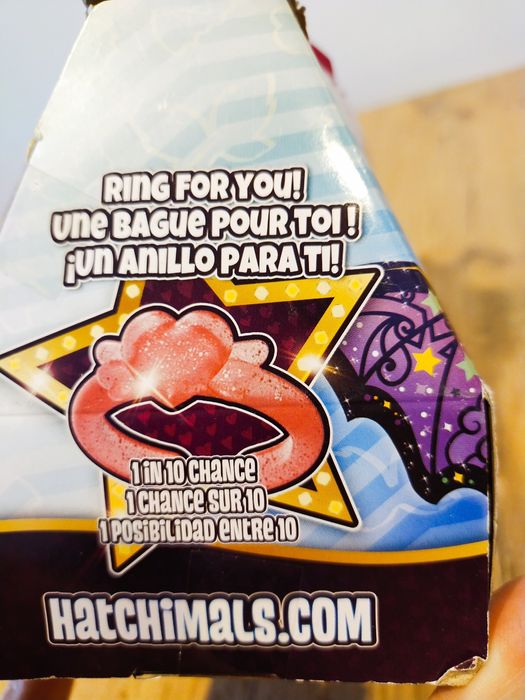 RING FOR YOU!
UNE BAGUE POUR TOI !
¡UN ANILLO PARA TI!
1 IN 10 CHANCE
1 CHANCE SUR 10
1 POSIBILIDAD ENTRE 10
HATCHIMALS.COM